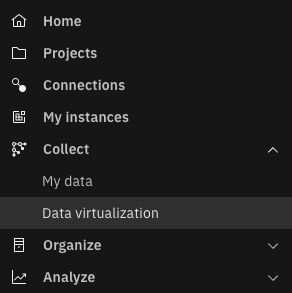 Home
Projects
Connections
My instances
Collect
My data
Data virtualization
Organize
Analyze